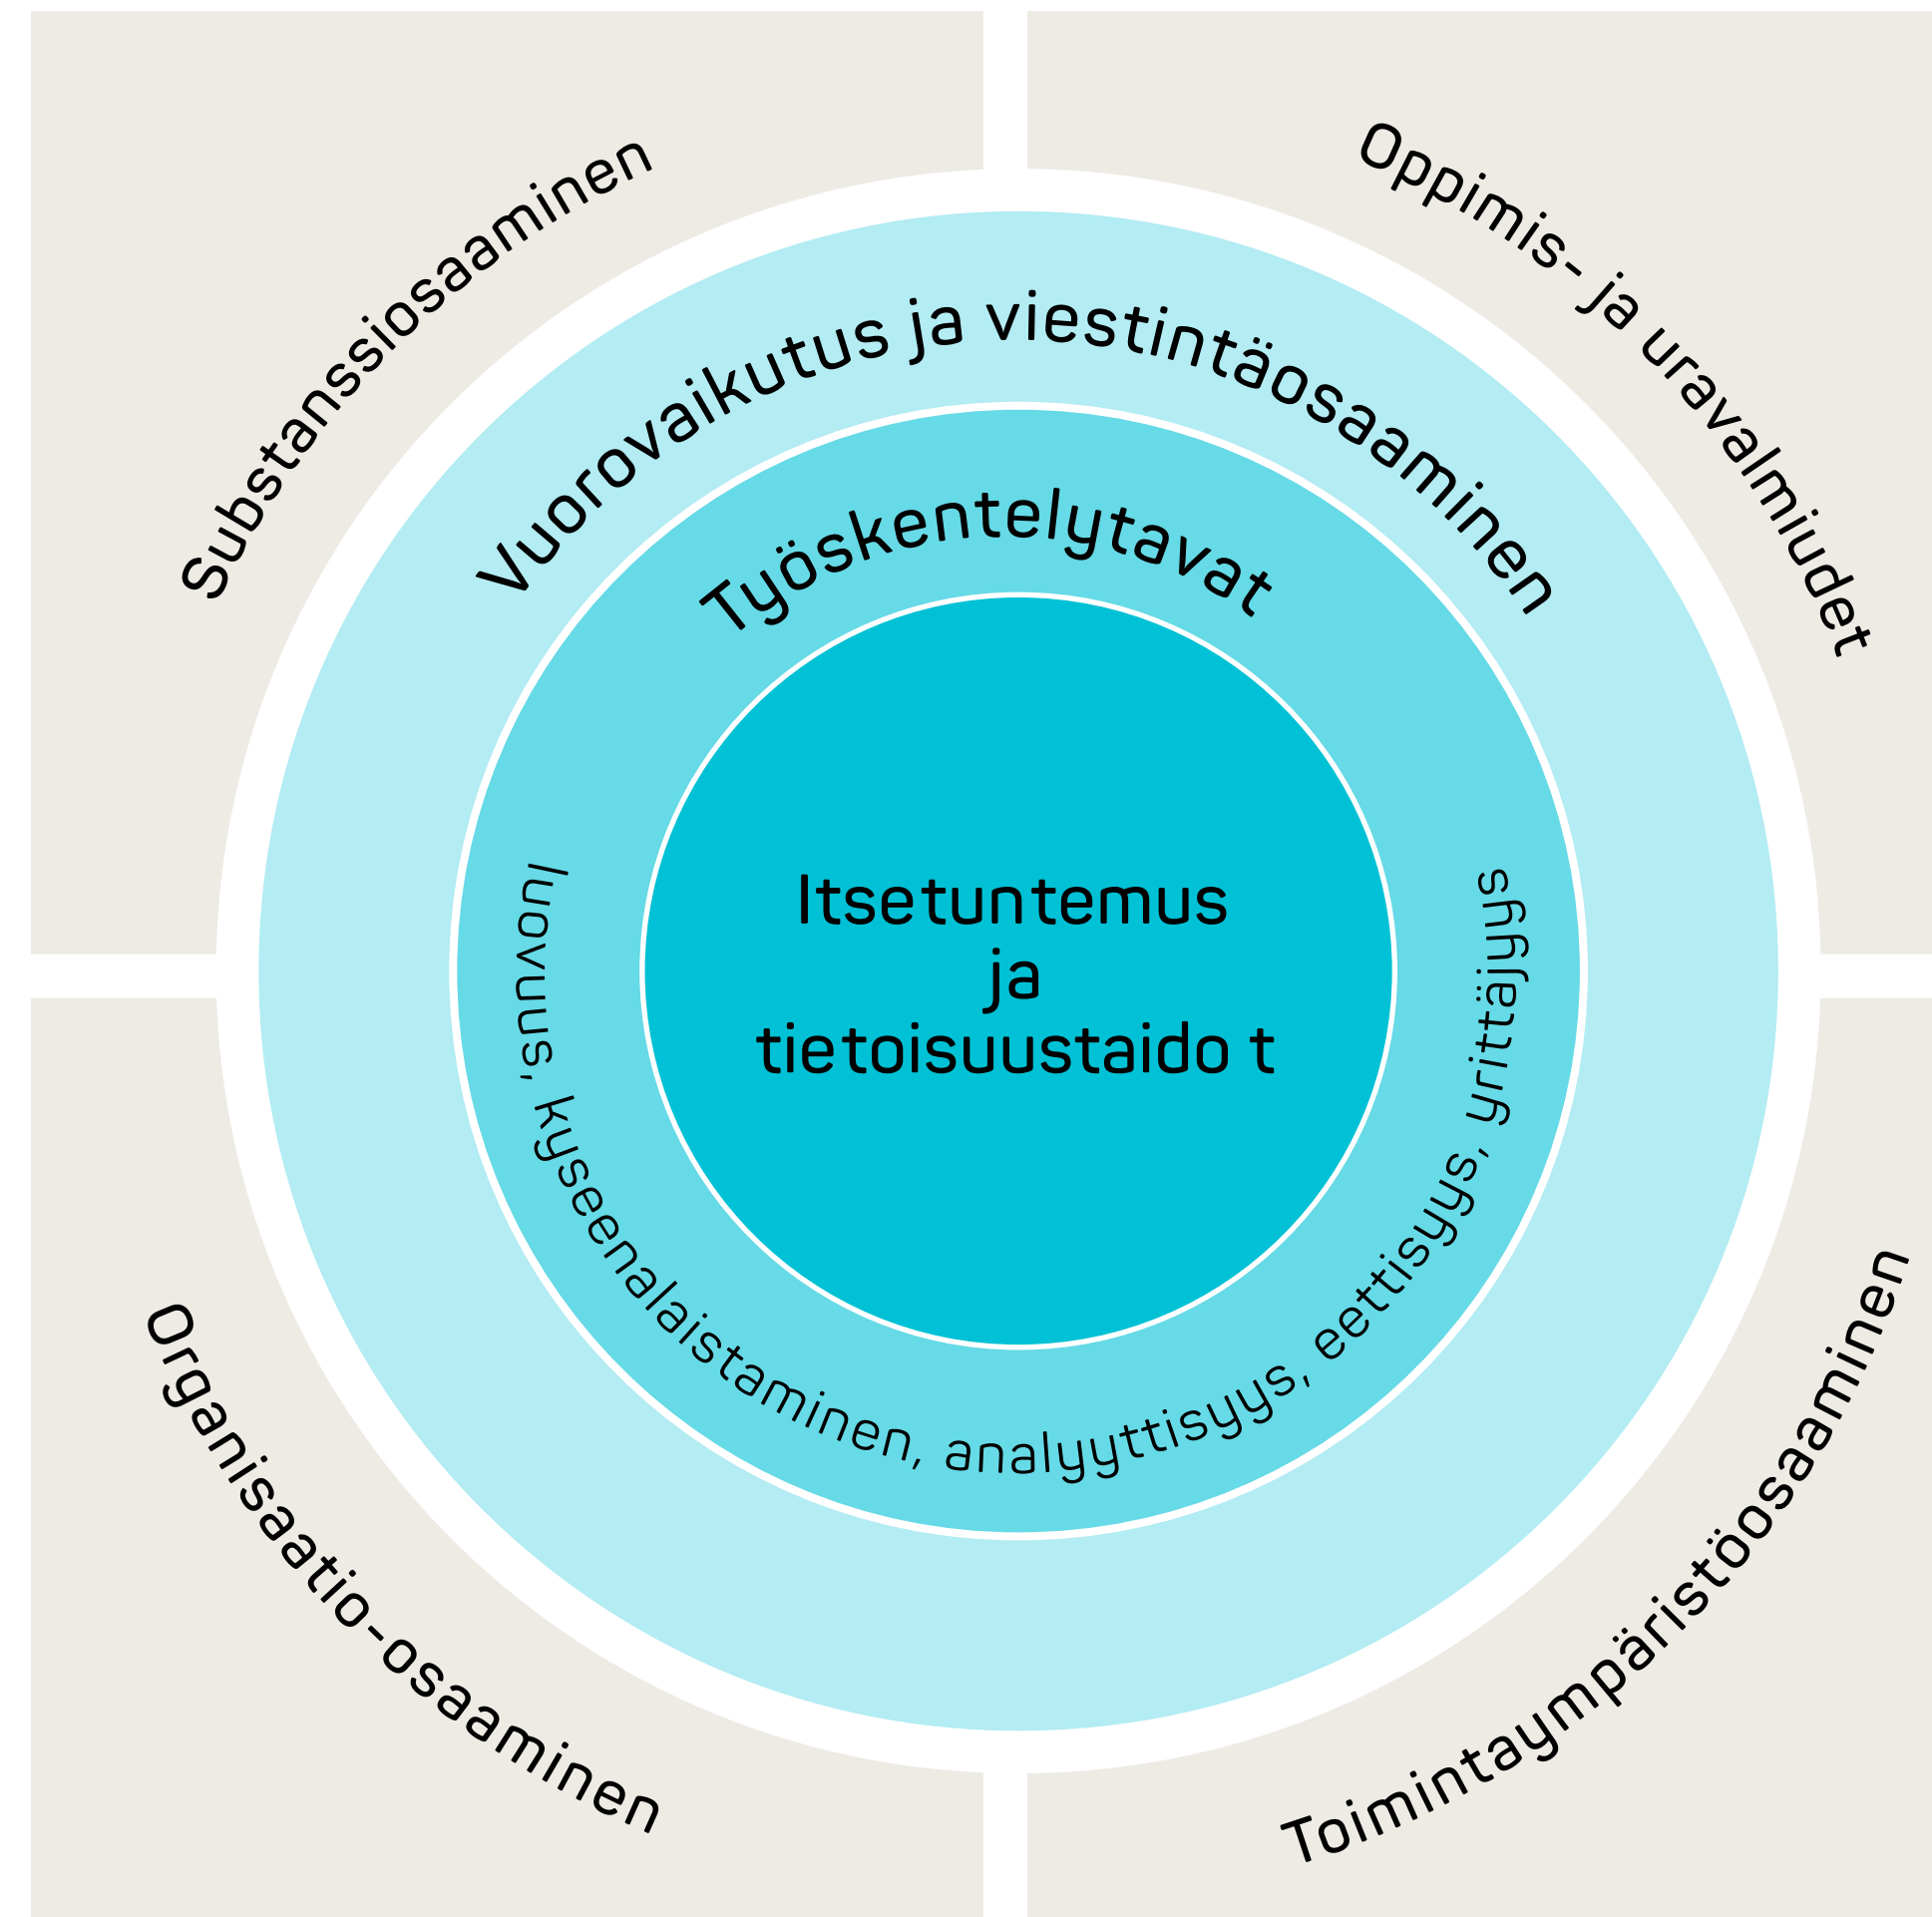 Substanssiosaaminen
Oppimis- ja uravalmiudet
Vuorovaikutus ja viestintäosaaminen
Työskentelytavat
Itsetuntemus
ja
tietoisuustaido t
luovuus, kyseenalaistaminen, analyyttisyys, eettisyys, yrittäjyys
Organisaatio-osaaminen
Toimintaympäristöosaaminen